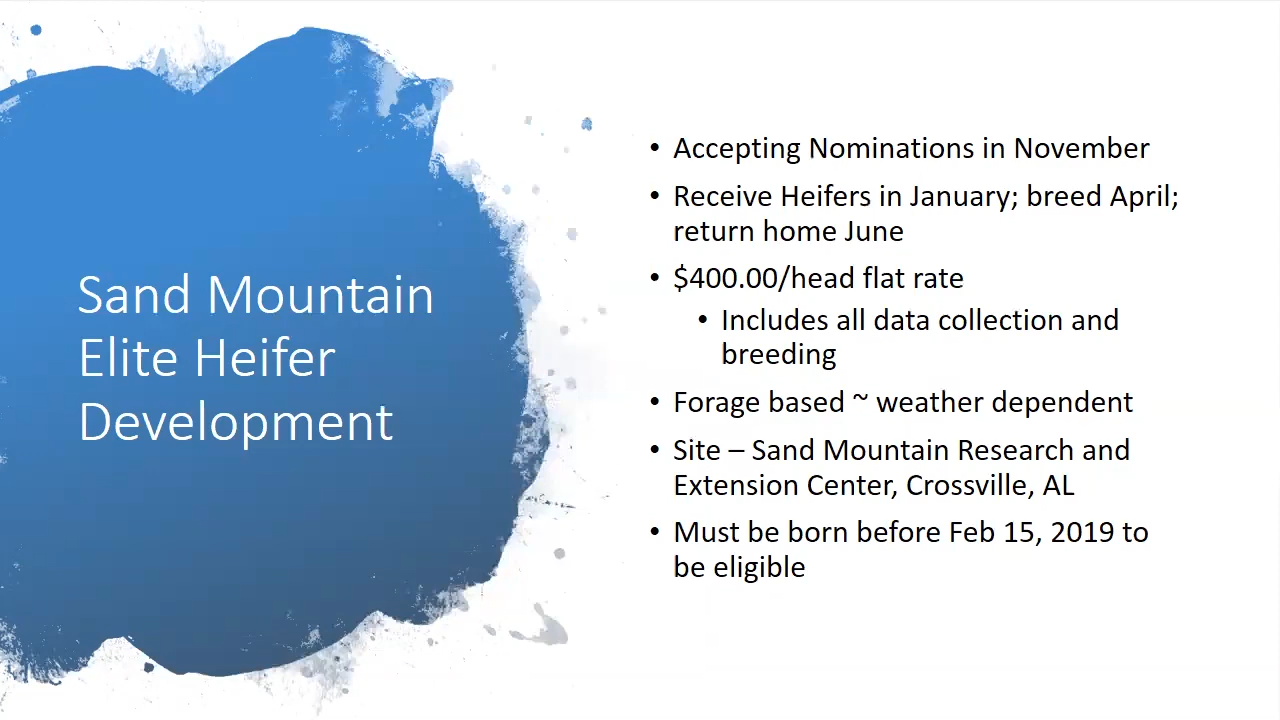 Sand Mountain
Elite Heifer
Development
• Accepting Nominations in November
• Receive Heifers in January; breed April;
return home June
• $400.00/head flat rate
• Includes all data collection and
breeding
• Forage based ~ weather dependent
• Site – Sand Mountain Research and
Extension Center, Crossville, AL
• Must be born before Feb 15, 2019 to
be eligible